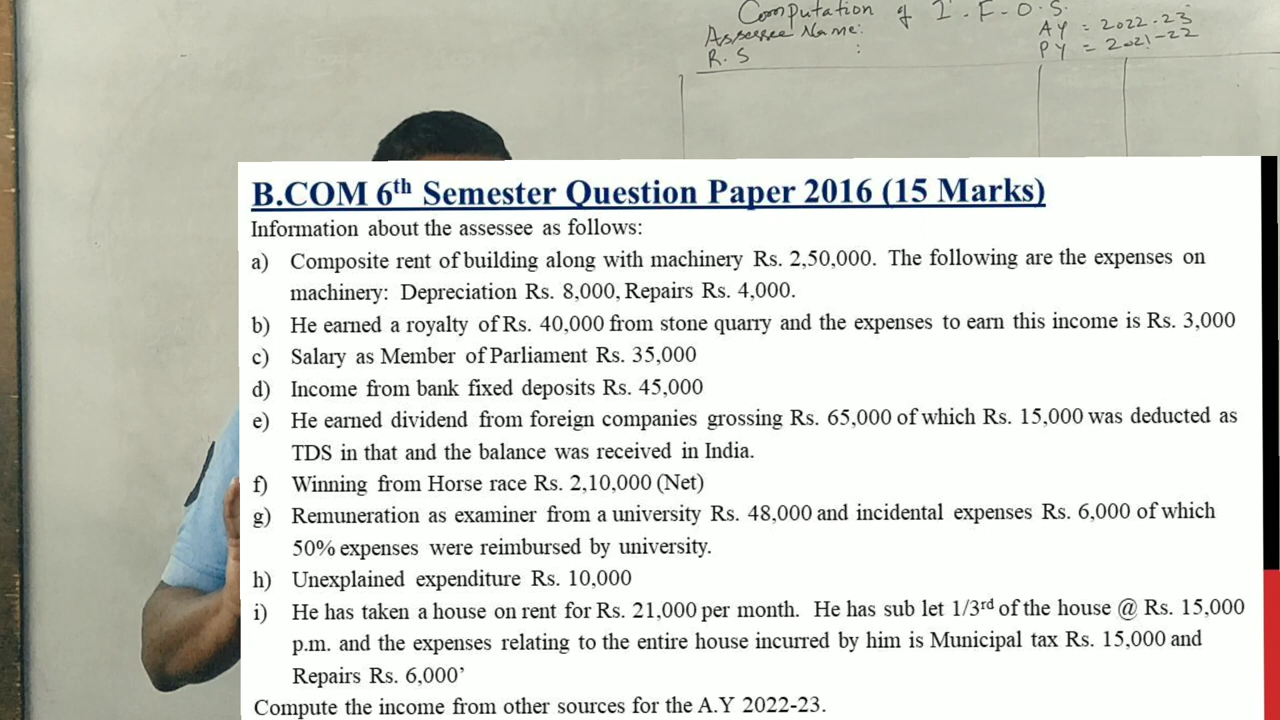 Computation of I.F.O.S.
Assessee Name:
AY = 2022-23
R.S :
PY = 2021-22
B.COM 6th Semester Question Paper 2016 (15 Marks)
Information about the assessee as follows:
a) Composite rent of building along with machinery Rs. 2,50,000. The following are the expenses on
machinery: Depreciation Rs. 8,000, Repairs Rs. 4,000.
b) He earned a royalty of Rs. 40,000 from stone quarry and the expenses to earn this income is Rs. 3,000
c) Salary as Member of Parliament Rs. 35,000
d) Income from bank fixed deposits Rs. 45,000
e) He earned dividend from foreign companies grossing Rs. 65,000 of which Rs. 15,000 was deducted as
TDS in that and the balance was received in India.
f) Winning from Horse race Rs. 2,10,000 (Net)
g) Remuneration as examiner from a university Rs. 48,000 and incidental expenses Rs. 6,000 of which
50% expenses were reimbursed by university.
h) Unexplained expenditure Rs. 10,000
i) He has taken a house on rent for Rs. 21,000 per month. He has sub let 1/3rd of the house @ Rs. 15,000
p.m. and the expenses relating to the entire house incurred by him is Municipal tax Rs. 15,000 and
Repairs Rs. 6,000’
Compute the income from other sources for the A.Y 2022-23.